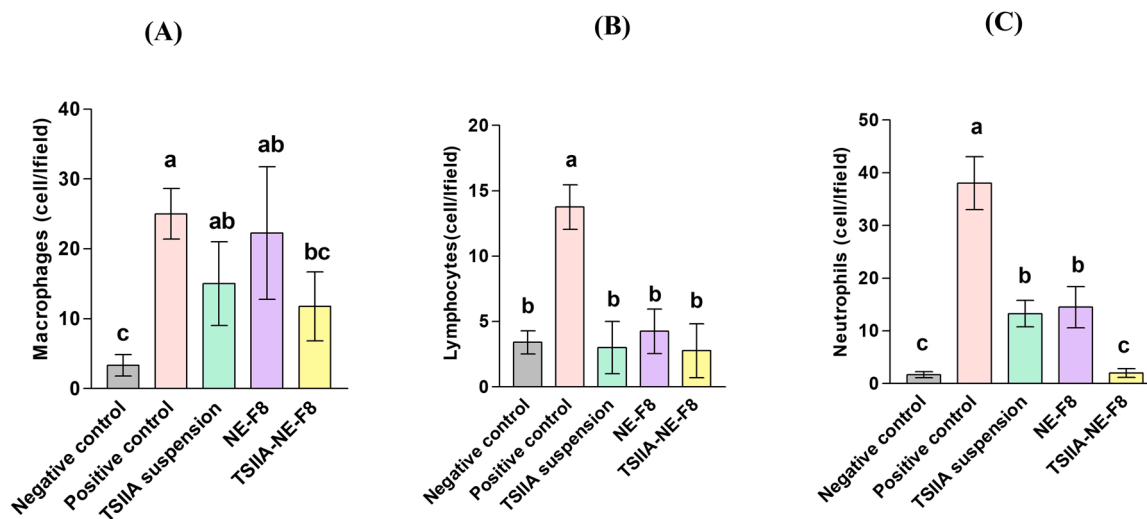 (A)
(B)
(C)
Macrophages (cell/lfield)
40
30
20
10
0
c
a
ab
ab
bc
Negative control
Positive control
TSIIA suspension
NE-F8
TSIIA-NE-F8
Lymphocytes(cell/lfield)
20
15
10
5
0
b
a
b
b
b
Negative control
Positive control
TSIIA suspension
NE-F8
TSIIA-NE-F8
Neutrophils (cell/lfield)
50
40
30
20
10
0
c
a
b
b
c
Negative control
Positive control
TSIIA suspension
NE-F8
TSIIA-NE-F8